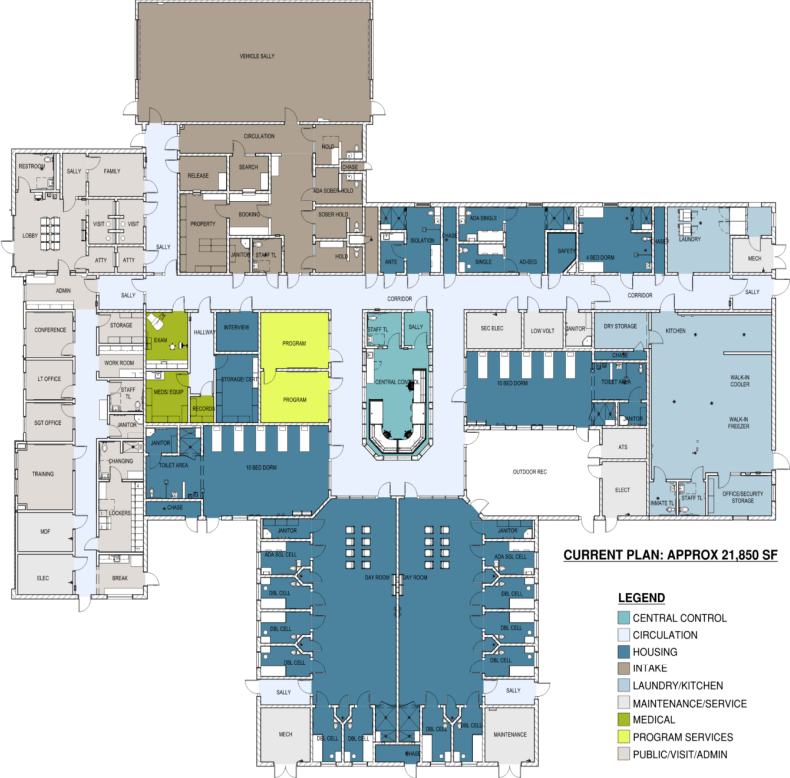 VEHICLE SALLY
CIRCULATION
HOLD
CHASE
RESTROOM
SALLY
FAMILY
RELEASE
SEARCH
ADA SOBER HOLD
LOBBY
VISIT
VISIT
PROPERTY
BOOKING
SOBER HOLD
ISOLATION
CHASE
ADA SINGLE
SINGLE
AD-SEG
SAFETY
4 BED DORM
CHASE
LAUNDRY
MECH
ATTY
ATTY
SALLY
JANITOR
STAFF TL
HOLD
ANTE
ADMIN
SALLY
CORRIDOR
CORRIDOR
SALLY
CONFERENCE
STORAGE
EXAM
HALLWAY
INTERVIEW
PROGRAM
STAFF TL
SALLY
SEC ELEC
LOW VOLT
JANITOR
DRY STORAGE
KITCHEN
CHASE
WORK ROOM
LT OFFICE
STAFF
TL
MEDS/ EQUIP
STORAGE/ CERT
PROGRAM
CENTRAL CONTROL
10 BED DORM
TOILET AREA
WALK-IN
COOLER
RECORDS
SGT OFFICE
JANITOR
JANITOR
WALK-IN
FREEZER
JANITOR
TRAINING
CHANGING
TOILET AREA
10 BED DORM
OUTDOOR REC
ATS
LOCKERS
CHASE
ELECT
INMATE TL
STAFF TL
OFFICE/SECURITY
STORAGE
MDF
JANITOR
JANITOR
ADA SGL CELL
ADA SGL CELL
ELEC
BREAK
DAY ROOM
DAY ROOM
DBL CELL
DBL CELL
DBL CELL
DBL CELL
DBL CELL
DBL CELL
SALLY
SALLY
MECH
DBL CELL
DBL CELL
CHASE
DBL CELL
DBL CELL
MAINTENANCE
CURRENT PLAN: APPROX 21,850 SF
LEGEND
CENTRAL CONTROL
CIRCULATION
HOUSING
INTAKE
LAUNDRY/KITCHEN
MAINTENANCE/SERVICE
MEDICAL
PROGRAM SERVICES
PUBLIC/VISIT/ADMIN